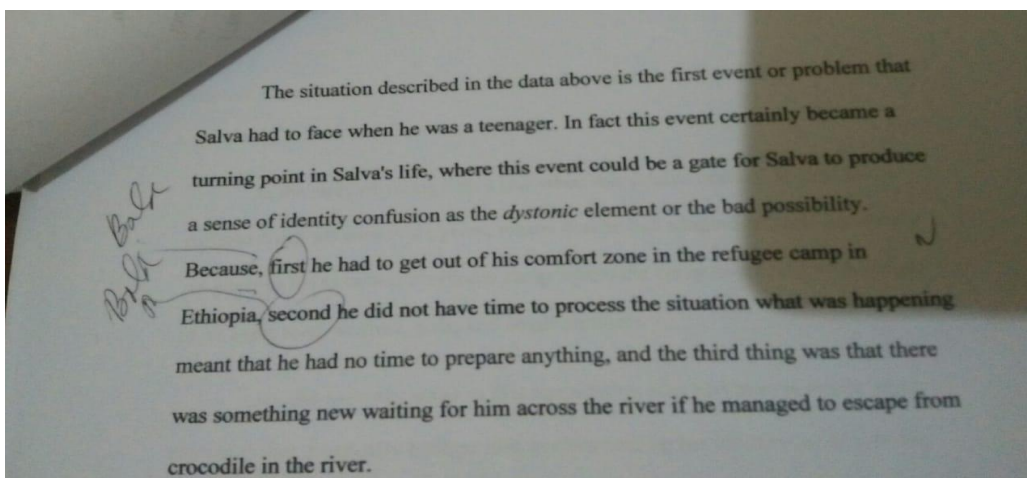 The situation described in the data above is the first event or problem that
Salva had to face when he was a teenager. In fact this event certainly became a
turning point in Salva's life, where this event could be a gate for Salva to produce
a sense of identity confusion as the dystonic element or the bad possibility.
Because, first he had to get out of his comfort zone in the refugee camp in
Ethiopia, second he did not have time to process the situation what was happening
meant that he had no time to prepare anything, and the third thing was that there
was something new waiting for him across the river if he managed to escape from
crocodile in the river.